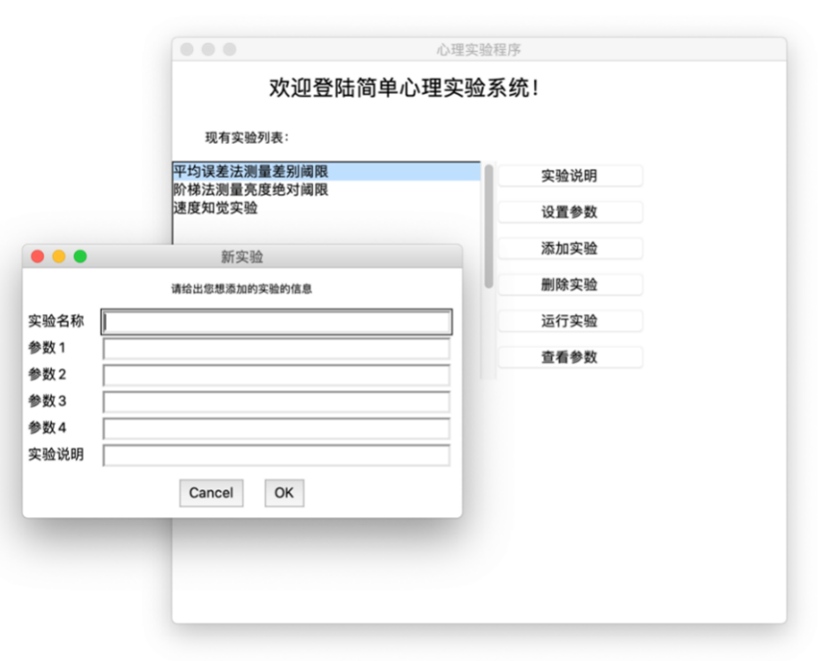 心理实验程序
欢迎登陆简单心理实验系统！
现有实验列表：
平均误差法测量差别阈限
阶梯法测量亮度绝对阈限
速度知觉实验
实验说明
设置参数
添加实验
删除实验
运行实验
查看参数
新实验
请给出您想添加的实验的信息
实验名称
参数1
参数2
参数3
参数4
实验说明
Cancel OK